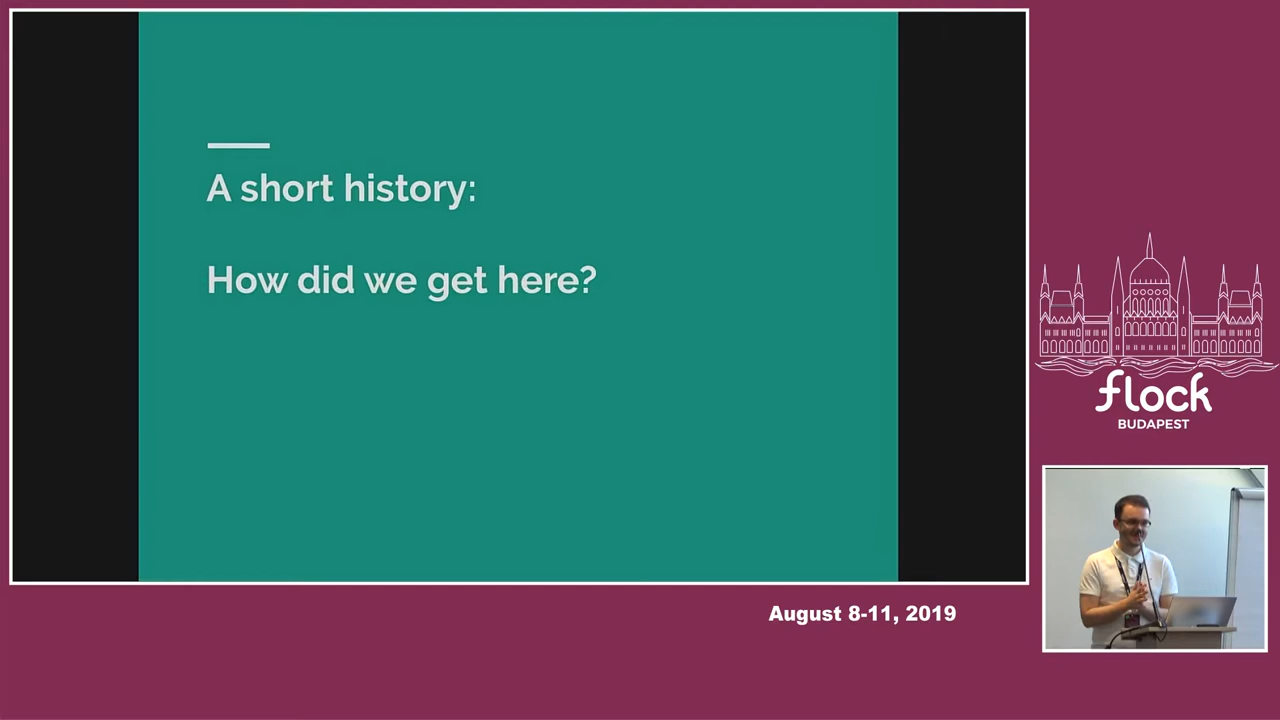 A short history:
How did we get here?
flock
BUDAPEST
August 8-11, 2019